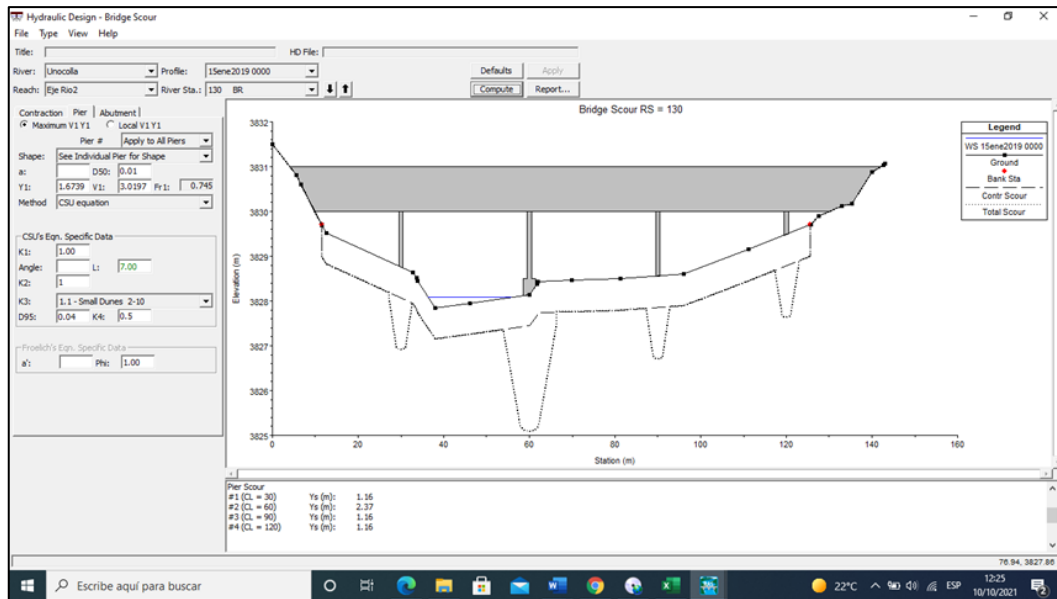 Hydraulic Design - Bridge Scour
File Type View Help
Title: HD File:
River: Unocolla Profile: 15ene2019 0000 Defaults Apply
Reach: Eje Rio2 River Sta.: 130 BR Compute Report...
Contraction Pier Abutment
Maximum V1 Y1 Local V1 Y1
Pier # Apply to All Piers
Shape: See Individual Pier for Shape
a: D50: 0.01
Y1: 1.6739 V1: 3.0197 Fr1: 0.745
Method CSU equation
CSU's Eqn. Specific Data
K1: 1.00
Angle: L: 7.00
K2: 1
K3: 1.1 - Small Dunes 2-10
D95: 0.04 K4: 0.5
Froelich's Eqn. Specific Data
a': Phi: 1.00
Bridge Scour RS = 130
3832
3831
3830
3829
3828
3827
3826
3825
Elevation (m)
0 20 40 60 80 100 120 140 160
Station (m)
Legend
WS 15ene2019 0000
Ground
Bank Sta
Contr Scour
Total Scour
Pier Scour
#1 (CL = 30) Ys (m): 1.16
#2 (CL = 60) Ys (m): 2.37
#3 (CL = 90) Ys (m): 1.16
#4 (CL = 120) Ys (m): 1.16
76.94, 3827.86
Escribe aquí para buscar
22°C ESP 12:25
10/10/2021
2